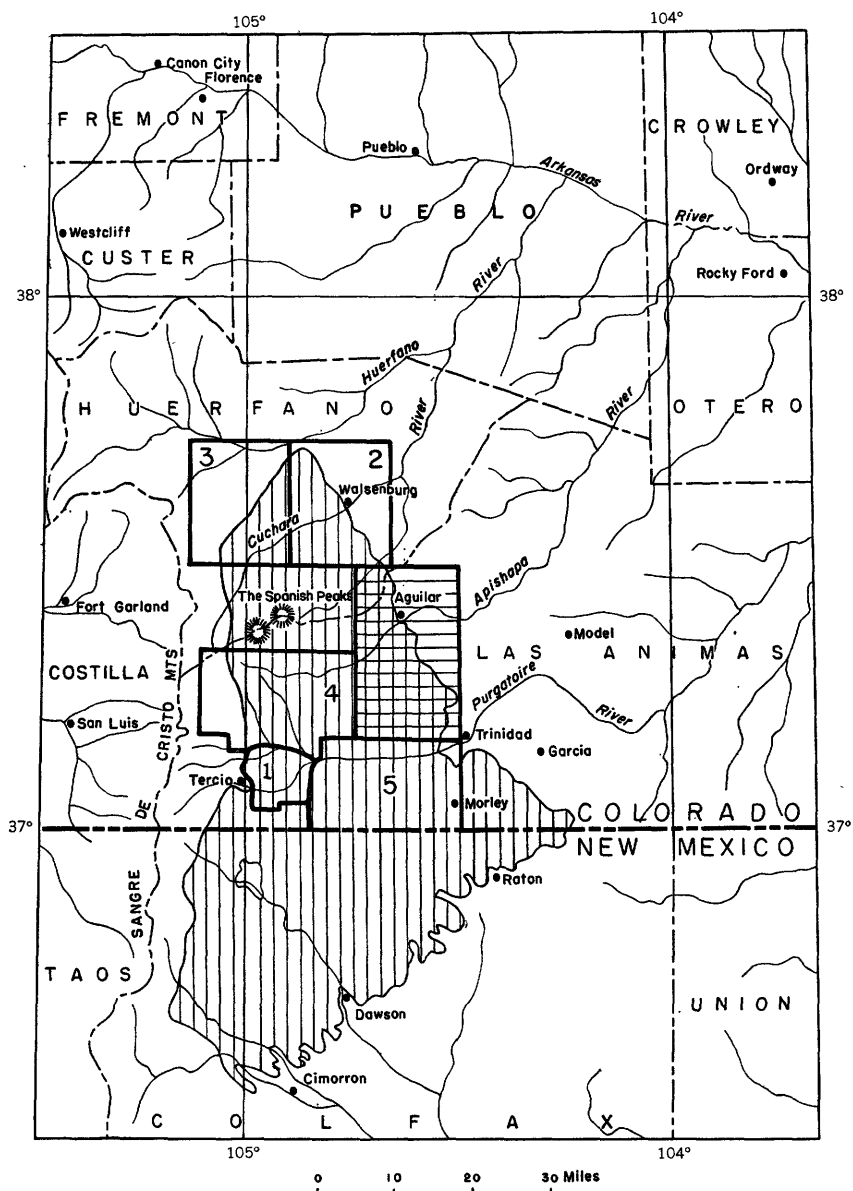 105° 104°
Canon City
Florence
FREMONT
CROWLEY
Pueblo
Arkansas
Ordway
PUEBLO
River
Westcliff
CUSTER
River
Rocky Ford
38° 38°
Huerfano
HUERFANO
River
River
OTERO
3
2
Walsenburg
Cuchara
Apishapa
The Spanish Peaks
Aguilar
Fort Garland
Model
LAS ANIMAS
COSTILLA
4
Purgatoire
River
San Luis
Trinidad
Garcia
1
Tercio
5
Morley
COLORADO
37° 37°
NEW MEXICO
Raton
SANGRE DE CRISTO MTS
TAOS
UNION
Dawson
Cimorron
COLFAX
105° 104°
0 10 20 30 Miles